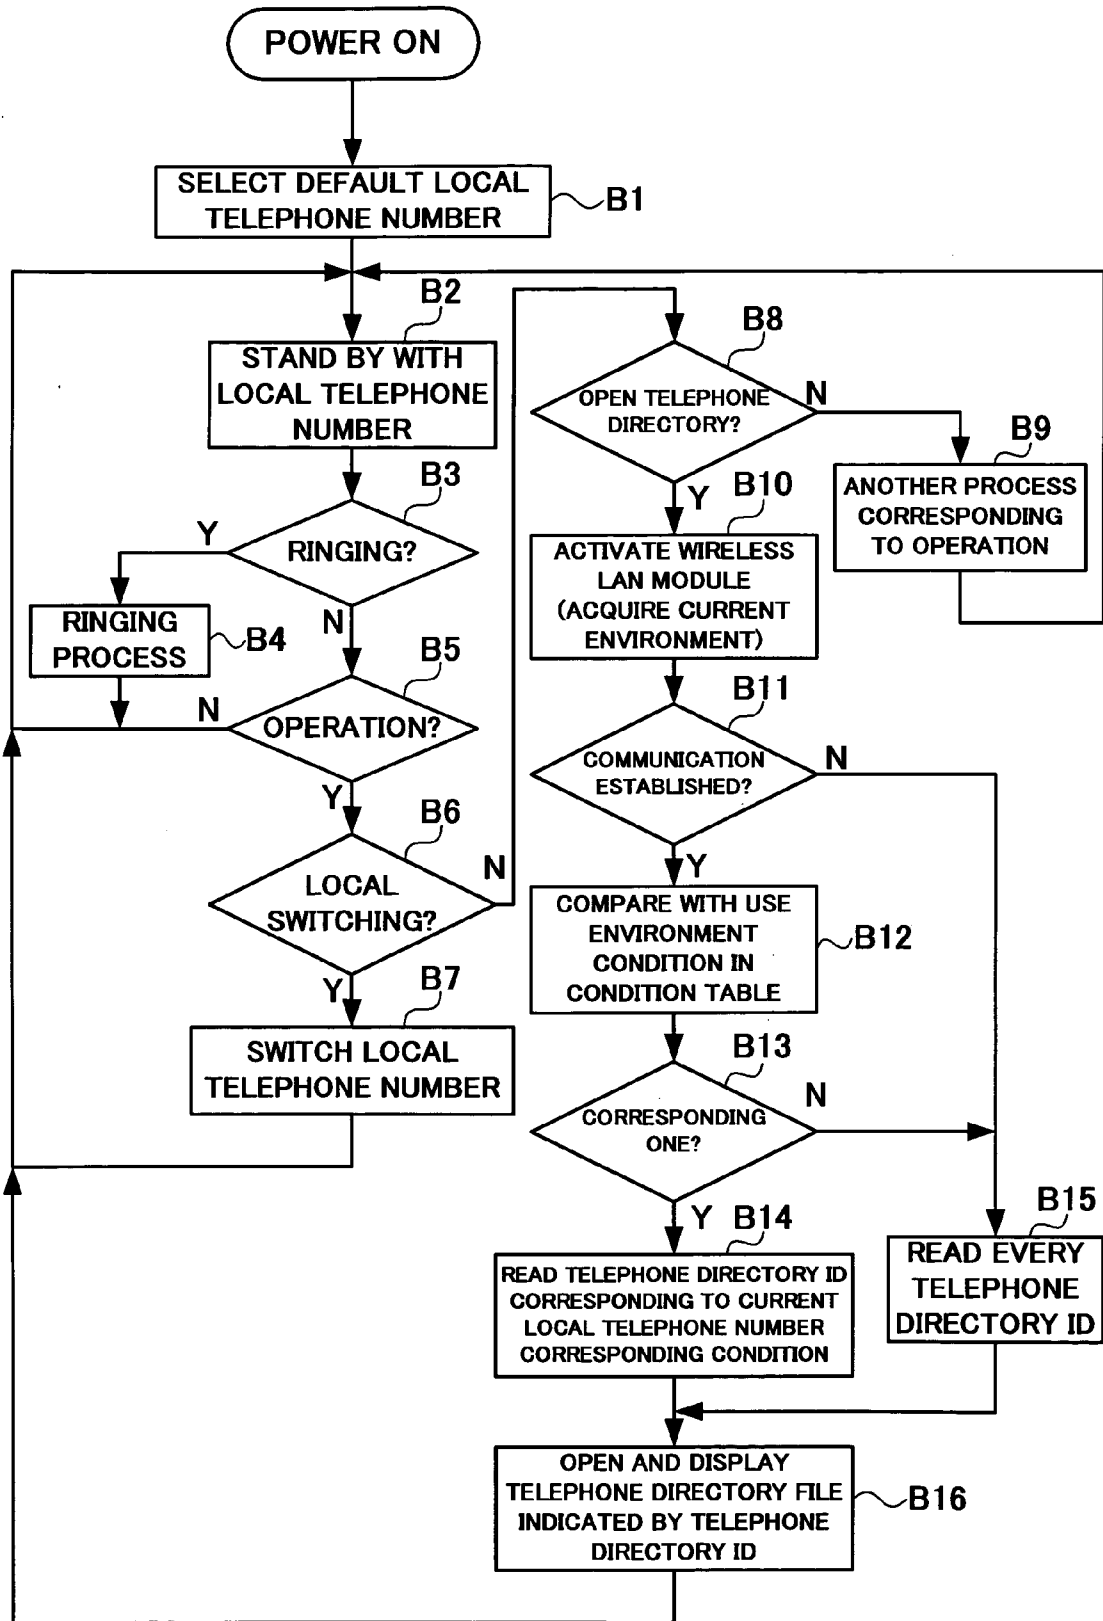 POWER ON
SELECT DEFAULT LOCAL
TELEPHONE NUMBER
B1
B2
STAND BY WITH
LOCAL TELEPHONE
NUMBER
B3
Y
RINGING?
N
RINGING
PROCESS
B4
B5
N
OPERATION?
Y
B6
N
LOCAL
SWITCHING?
Y
B7
SWITCH LOCAL
TELEPHONE NUMBER
B8
OPEN TELEPHONE
DIRECTORY?
N
B9
ANOTHER PROCESS
CORRESPONDING
TO OPERATION
Y
B10
ACTIVATE WIRELESS
LAN MODULE
(ACQUIRE CURRENT
ENVIRONMENT)
B11
COMMUNICATION
ESTABLISHED?
N
Y
COMPARE WITH USE
ENVIRONMENT
CONDITION IN
CONDITION TABLE
B12
B13
CORRESPONDING
ONE?
N
Y
B14
READ TELEPHONE DIRECTORY ID
CORRESPONDING TO CURRENT
LOCAL TELEPHONE NUMBER
CORRESPONDING CONDITION
B15
READ EVERY
TELEPHONE
DIRECTORY ID
OPEN AND DISPLAY
TELEPHONE DIRECTORY FILE
INDICATED BY TELEPHONE
DIRECTORY ID
B16